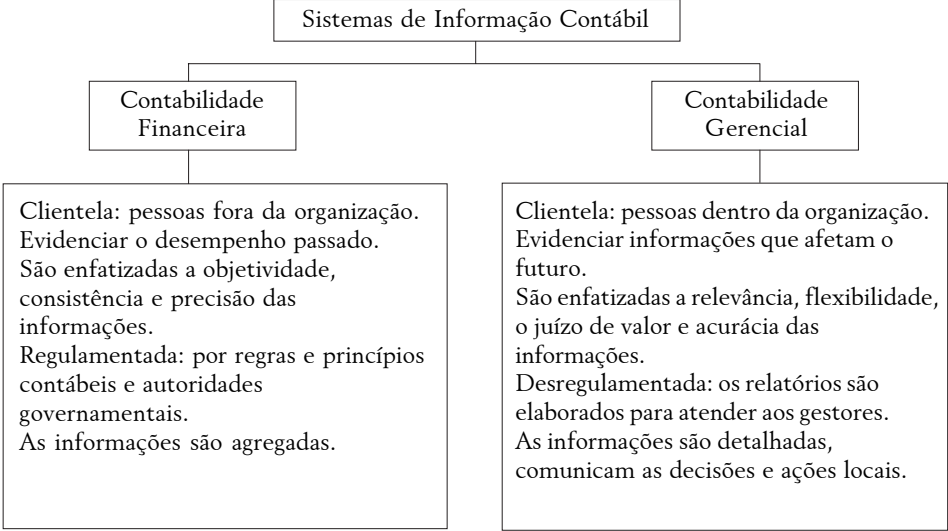 Sistemas de Informação Contábil
Contabilidade
Financeira
Clientela: pessoas fora da organização.
Evidenciar o desempenho passado.
São enfatizadas a objetividade,
consistência e precisão das
informações.
Regulamentada: por regras e princípios
contábeis e autoridades
governamentais.
As informações são agregadas.
Contabilidade
Gerencial
Clientela: pessoas dentro da organização.
Evidenciar informações que afetam o
futuro.
São enfatizadas a relevância, flexibilidade,
o juízo de valor e acurácia das
informações.
Desregulamentada: os relatórios são
elaborados para atender aos gestores.
As informações são detalhadas,
comunicam as decisões e ações locais.